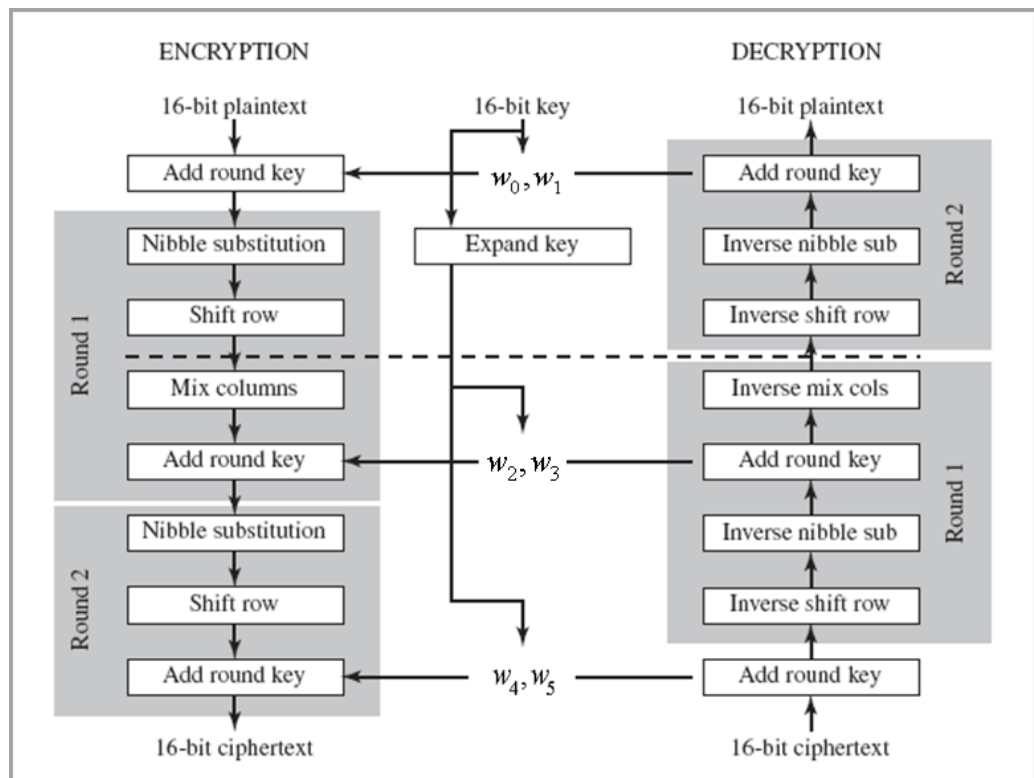 ENCRYPTION
16-bit plaintext
Add round key
Nibble substitution
Shift row
Mix columns
Add round key
Round 1
Nibble substitution
Shift row
Add round key
Round 2
16-bit ciphertext
16-bit key
w0, w1
Expand key
w2, w3
w4, w5
DECRYPTION
16-bit plaintext
Add round key
Inverse nibble sub
Inverse shift row
Round 2
Inverse mix cols
Add round key
Inverse nibble sub
Inverse shift row
Round 1
Add round key
16-bit ciphertext